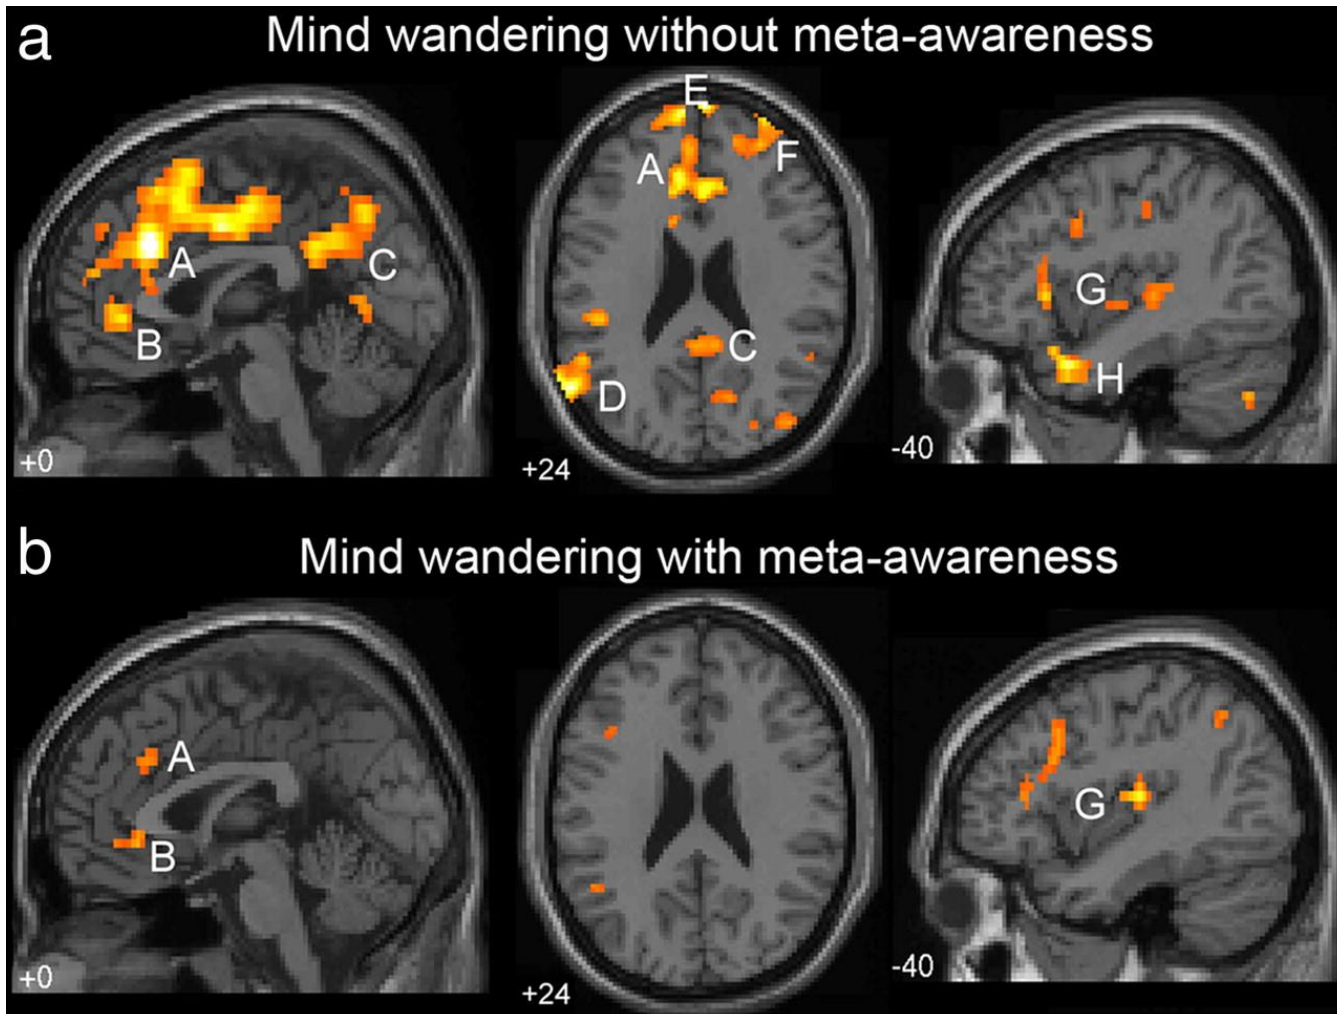 a
Mind wandering without meta-awareness
E
A
F
A
C
B
G
C
D
H
+0
+24
-40
b
Mind wandering with meta-awareness
A
B
G
+0
+24
-40